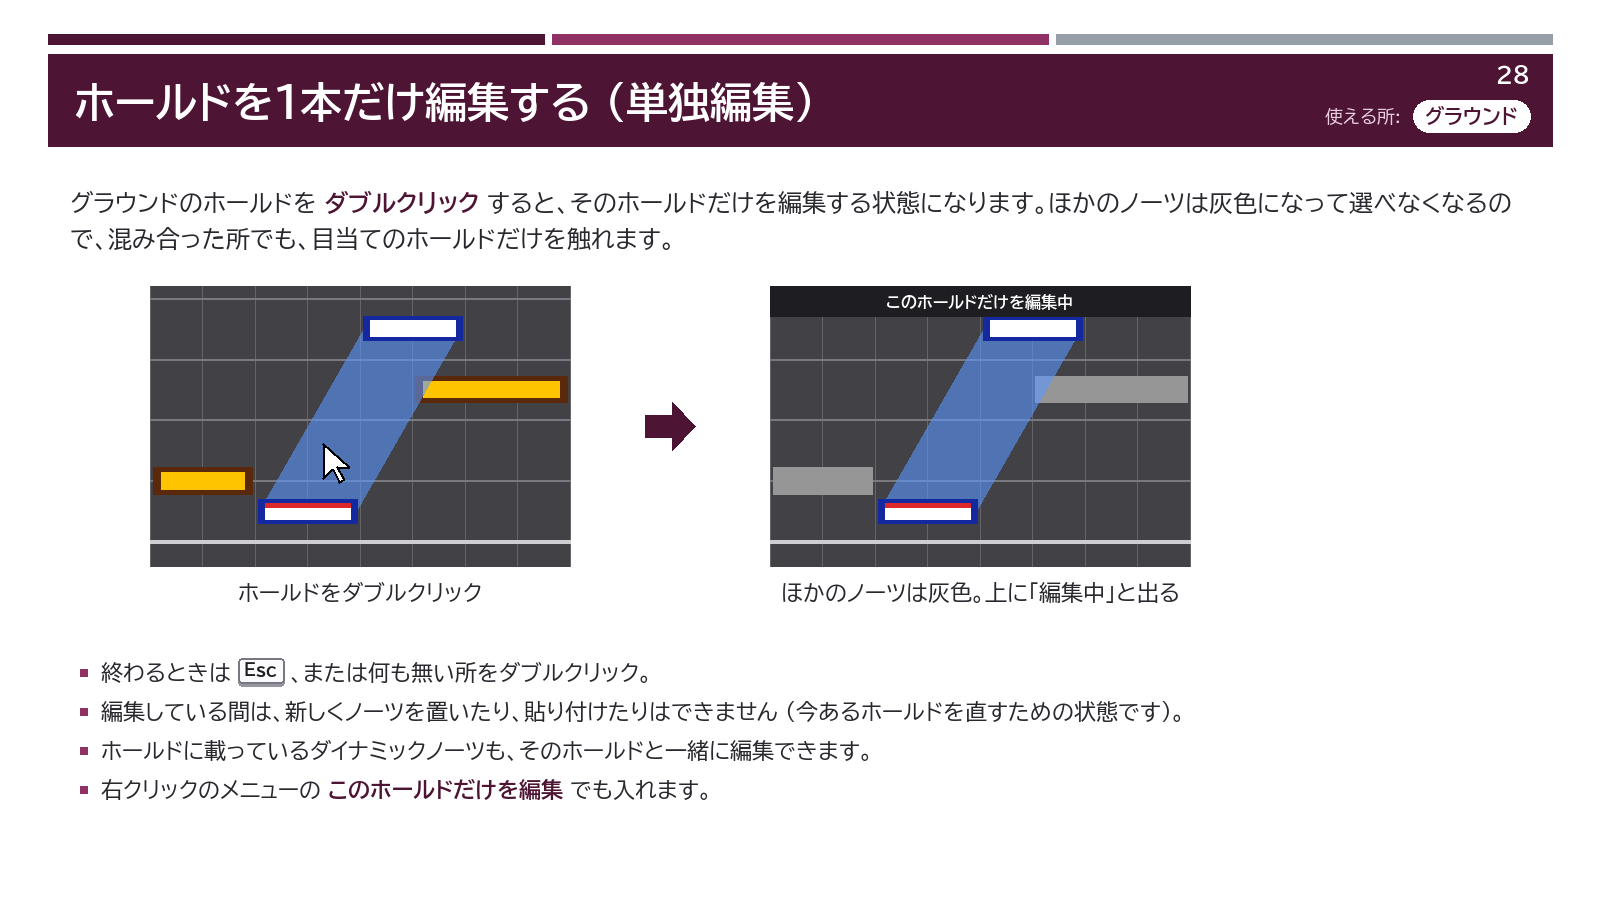 ホールドを1本だけ編集する（単独編集）
28
使える所: グラウンド
グラウンドのホールドを ダブルクリック すると、そのホールドだけを編集する状態になります。ほかのノーツは灰色になって選べなくなるの
で、混み合った所でも、目当てのホールドだけを触れます。
このホールドだけを編集中
ホールドをダブルクリック
ほかのノーツは灰色。上に「編集中」と出る
終わるときは Esc 、または何も無い所をダブルクリック。
編集している間は、新しくノーツを置いたり、貼り付けたりはできません（今あるホールドを直すための状態です）。
ホールドに載っているダイナミックノーツも、そのホールドと一緒に編集できます。
右クリックのメニューの このホールドだけを編集 でも入れます。